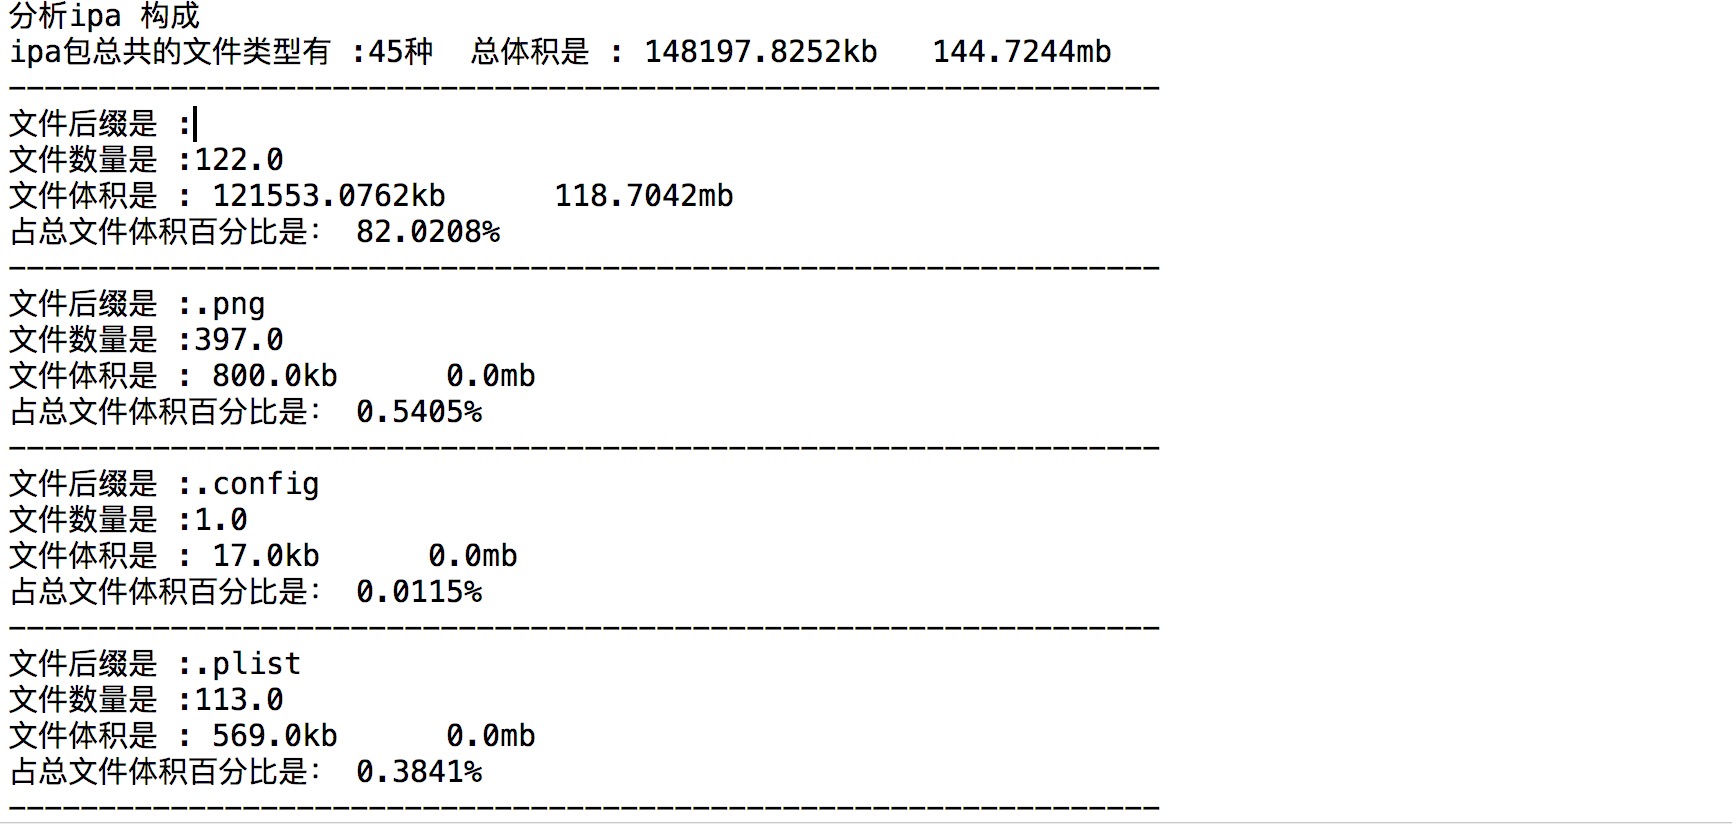 分析ipa 构成
ipa包总共的文件类型有 :45种  总体积是 : 148197.8252kb   144.7244mb
----------------------------------------------------------------
文件后缀是 :
文件数量是 :122.0
文件体积是 : 121553.0762kb      118.7042mb
占总文件体积百分比是： 82.0208%
----------------------------------------------------------------
文件后缀是 :.png
文件数量是 :397.0
文件体积是 : 800.0kb      0.0mb
占总文件体积百分比是： 0.5405%
----------------------------------------------------------------
文件后缀是 :.config
文件数量是 :1.0
文件体积是 : 17.0kb      0.0mb
占总文件体积百分比是： 0.0115%
----------------------------------------------------------------
文件后缀是 :.plist
文件数量是 :113.0
文件体积是 : 569.0kb      0.0mb
占总文件体积百分比是： 0.3841%
----------------------------------------------------------------